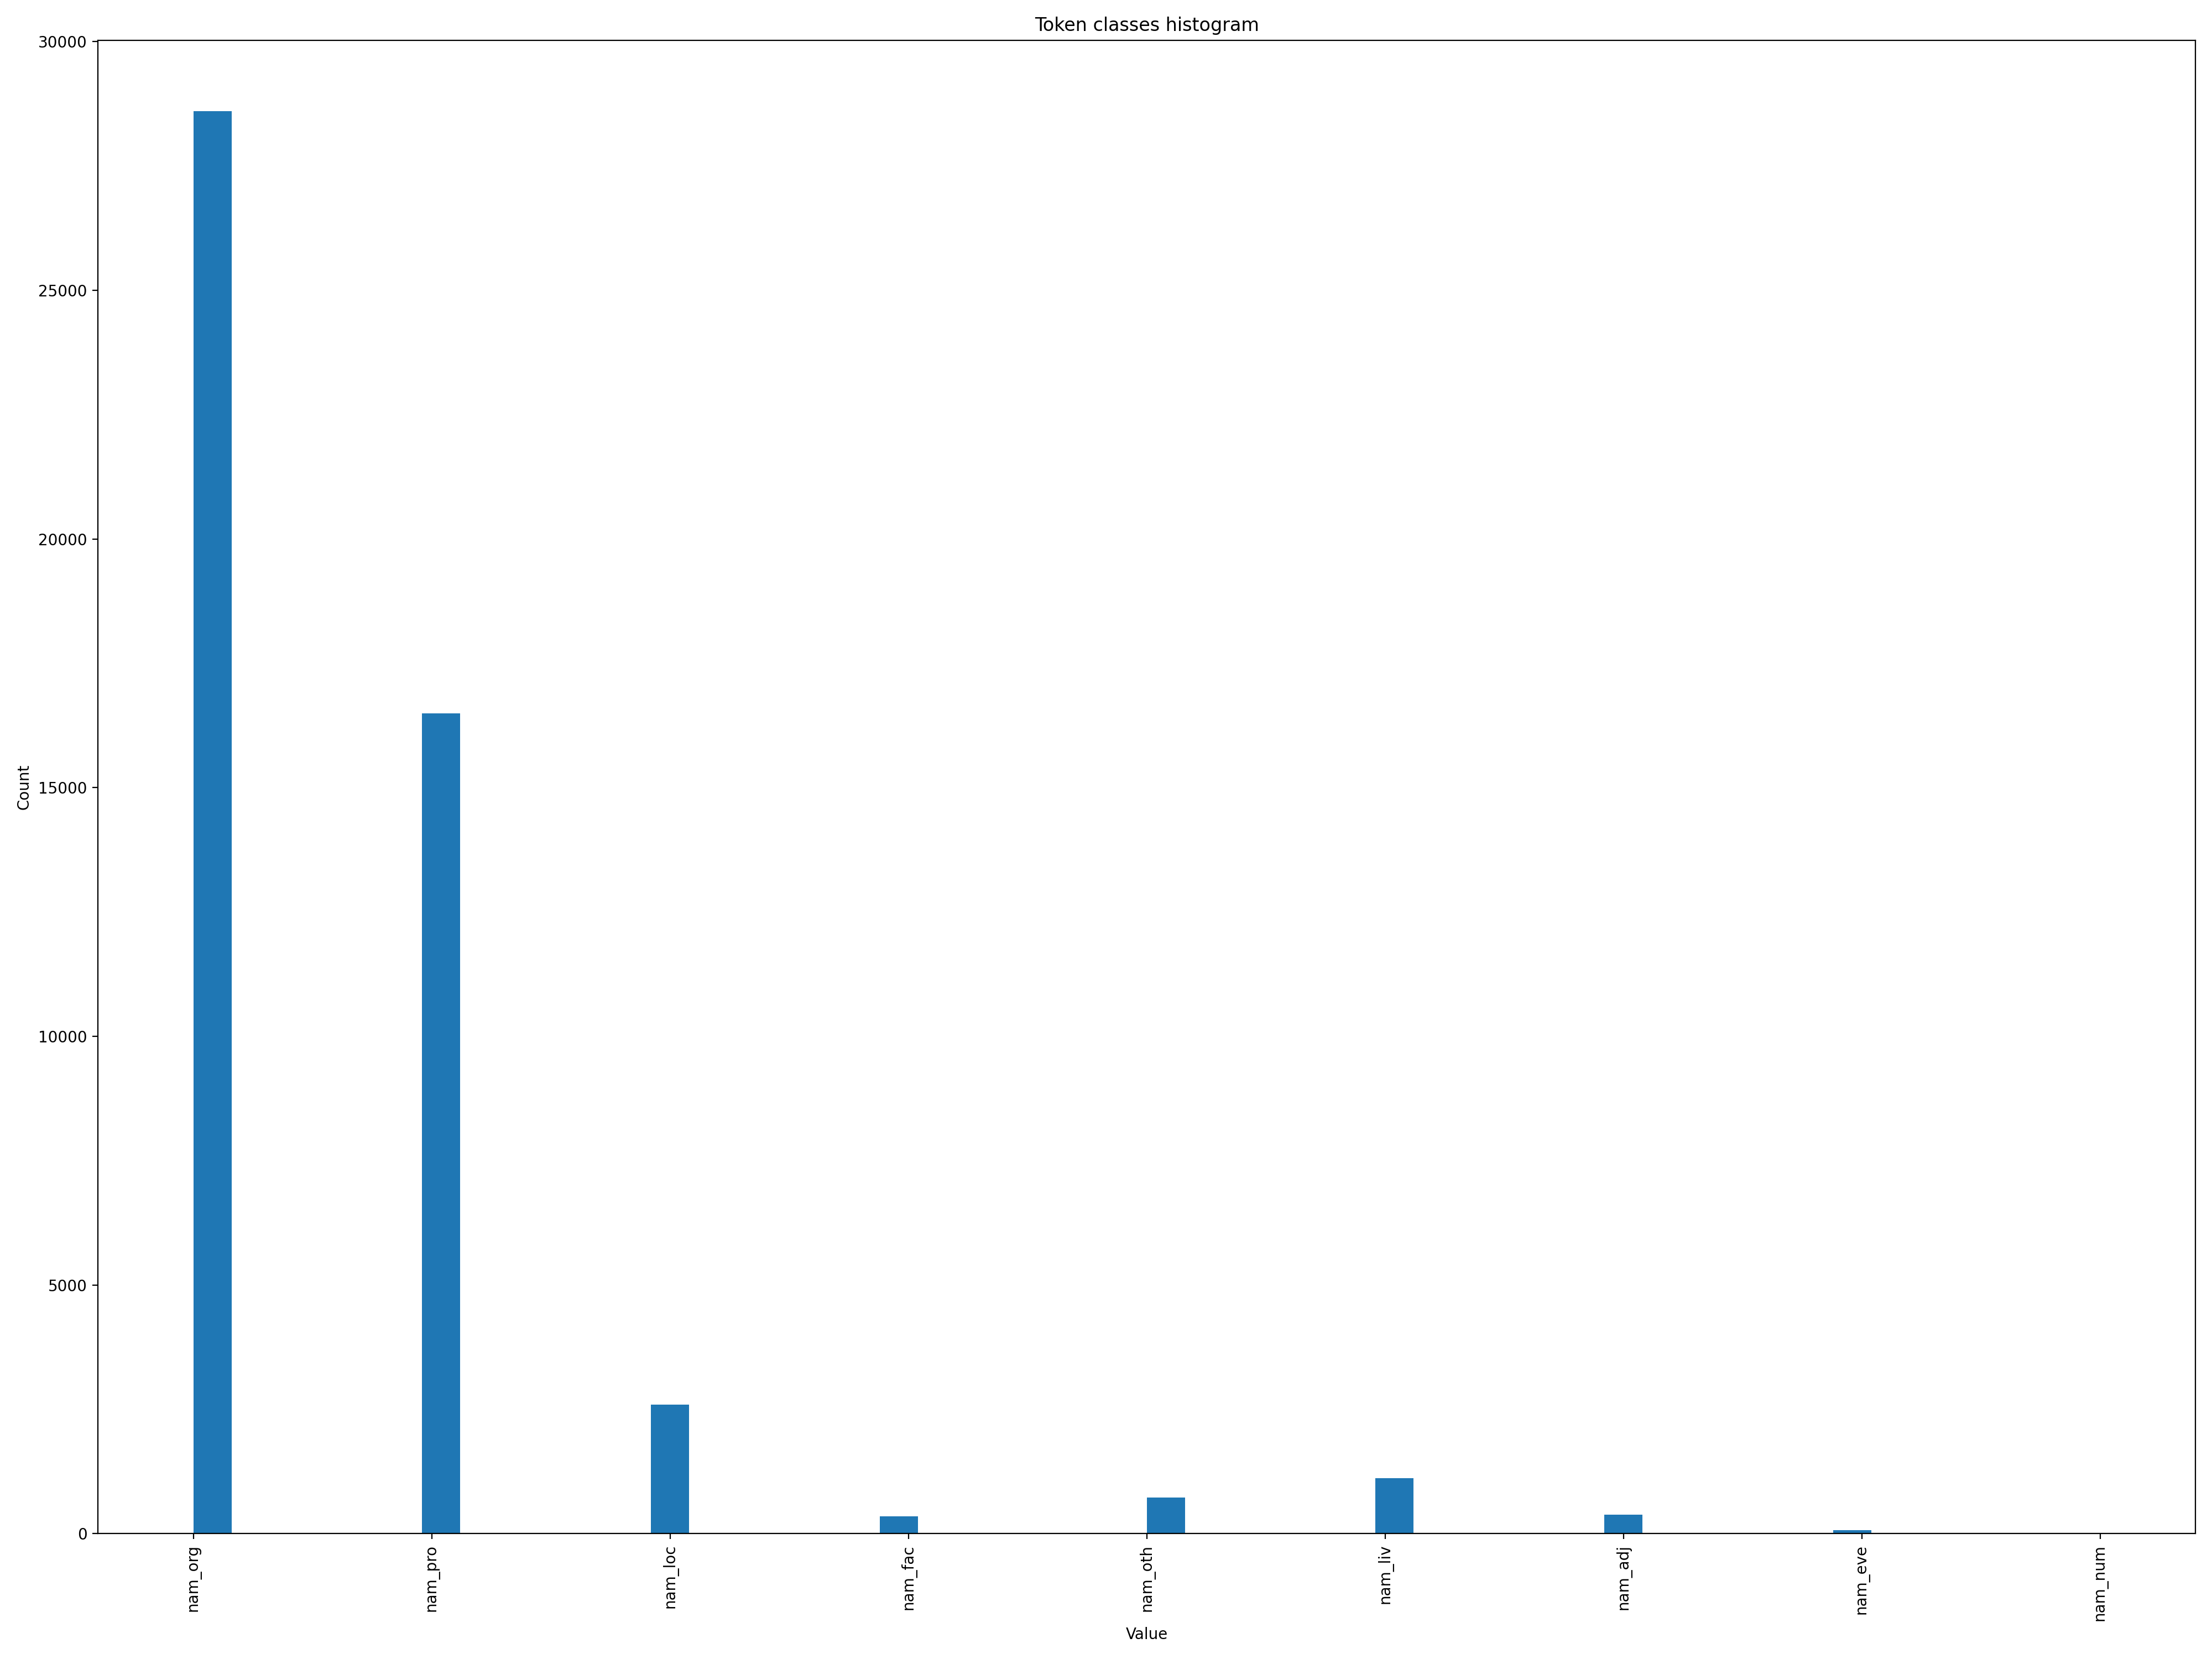 Token classes histogram
30000
25000
20000
15000
10000
5000
0
Count
nam_org
nam_pro
nam_loc
nam_fac
nam_oth
nam_liv
nam_adj
nam_eve
nam_num
Value